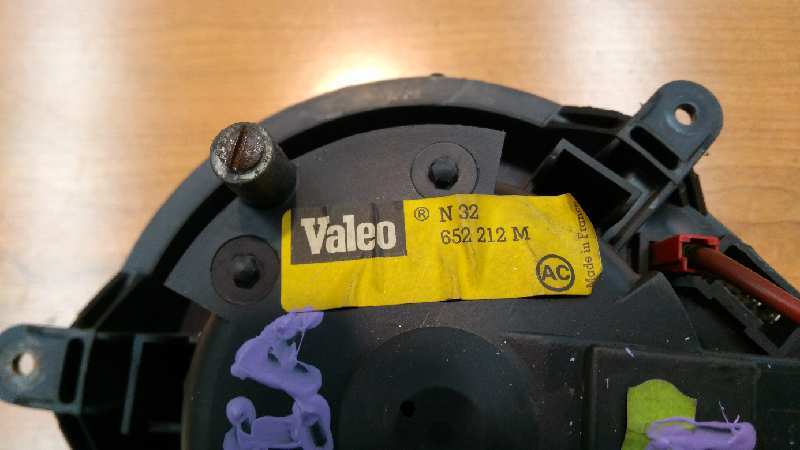 Valeo ® N 32
652 212 M
AC
Made in France